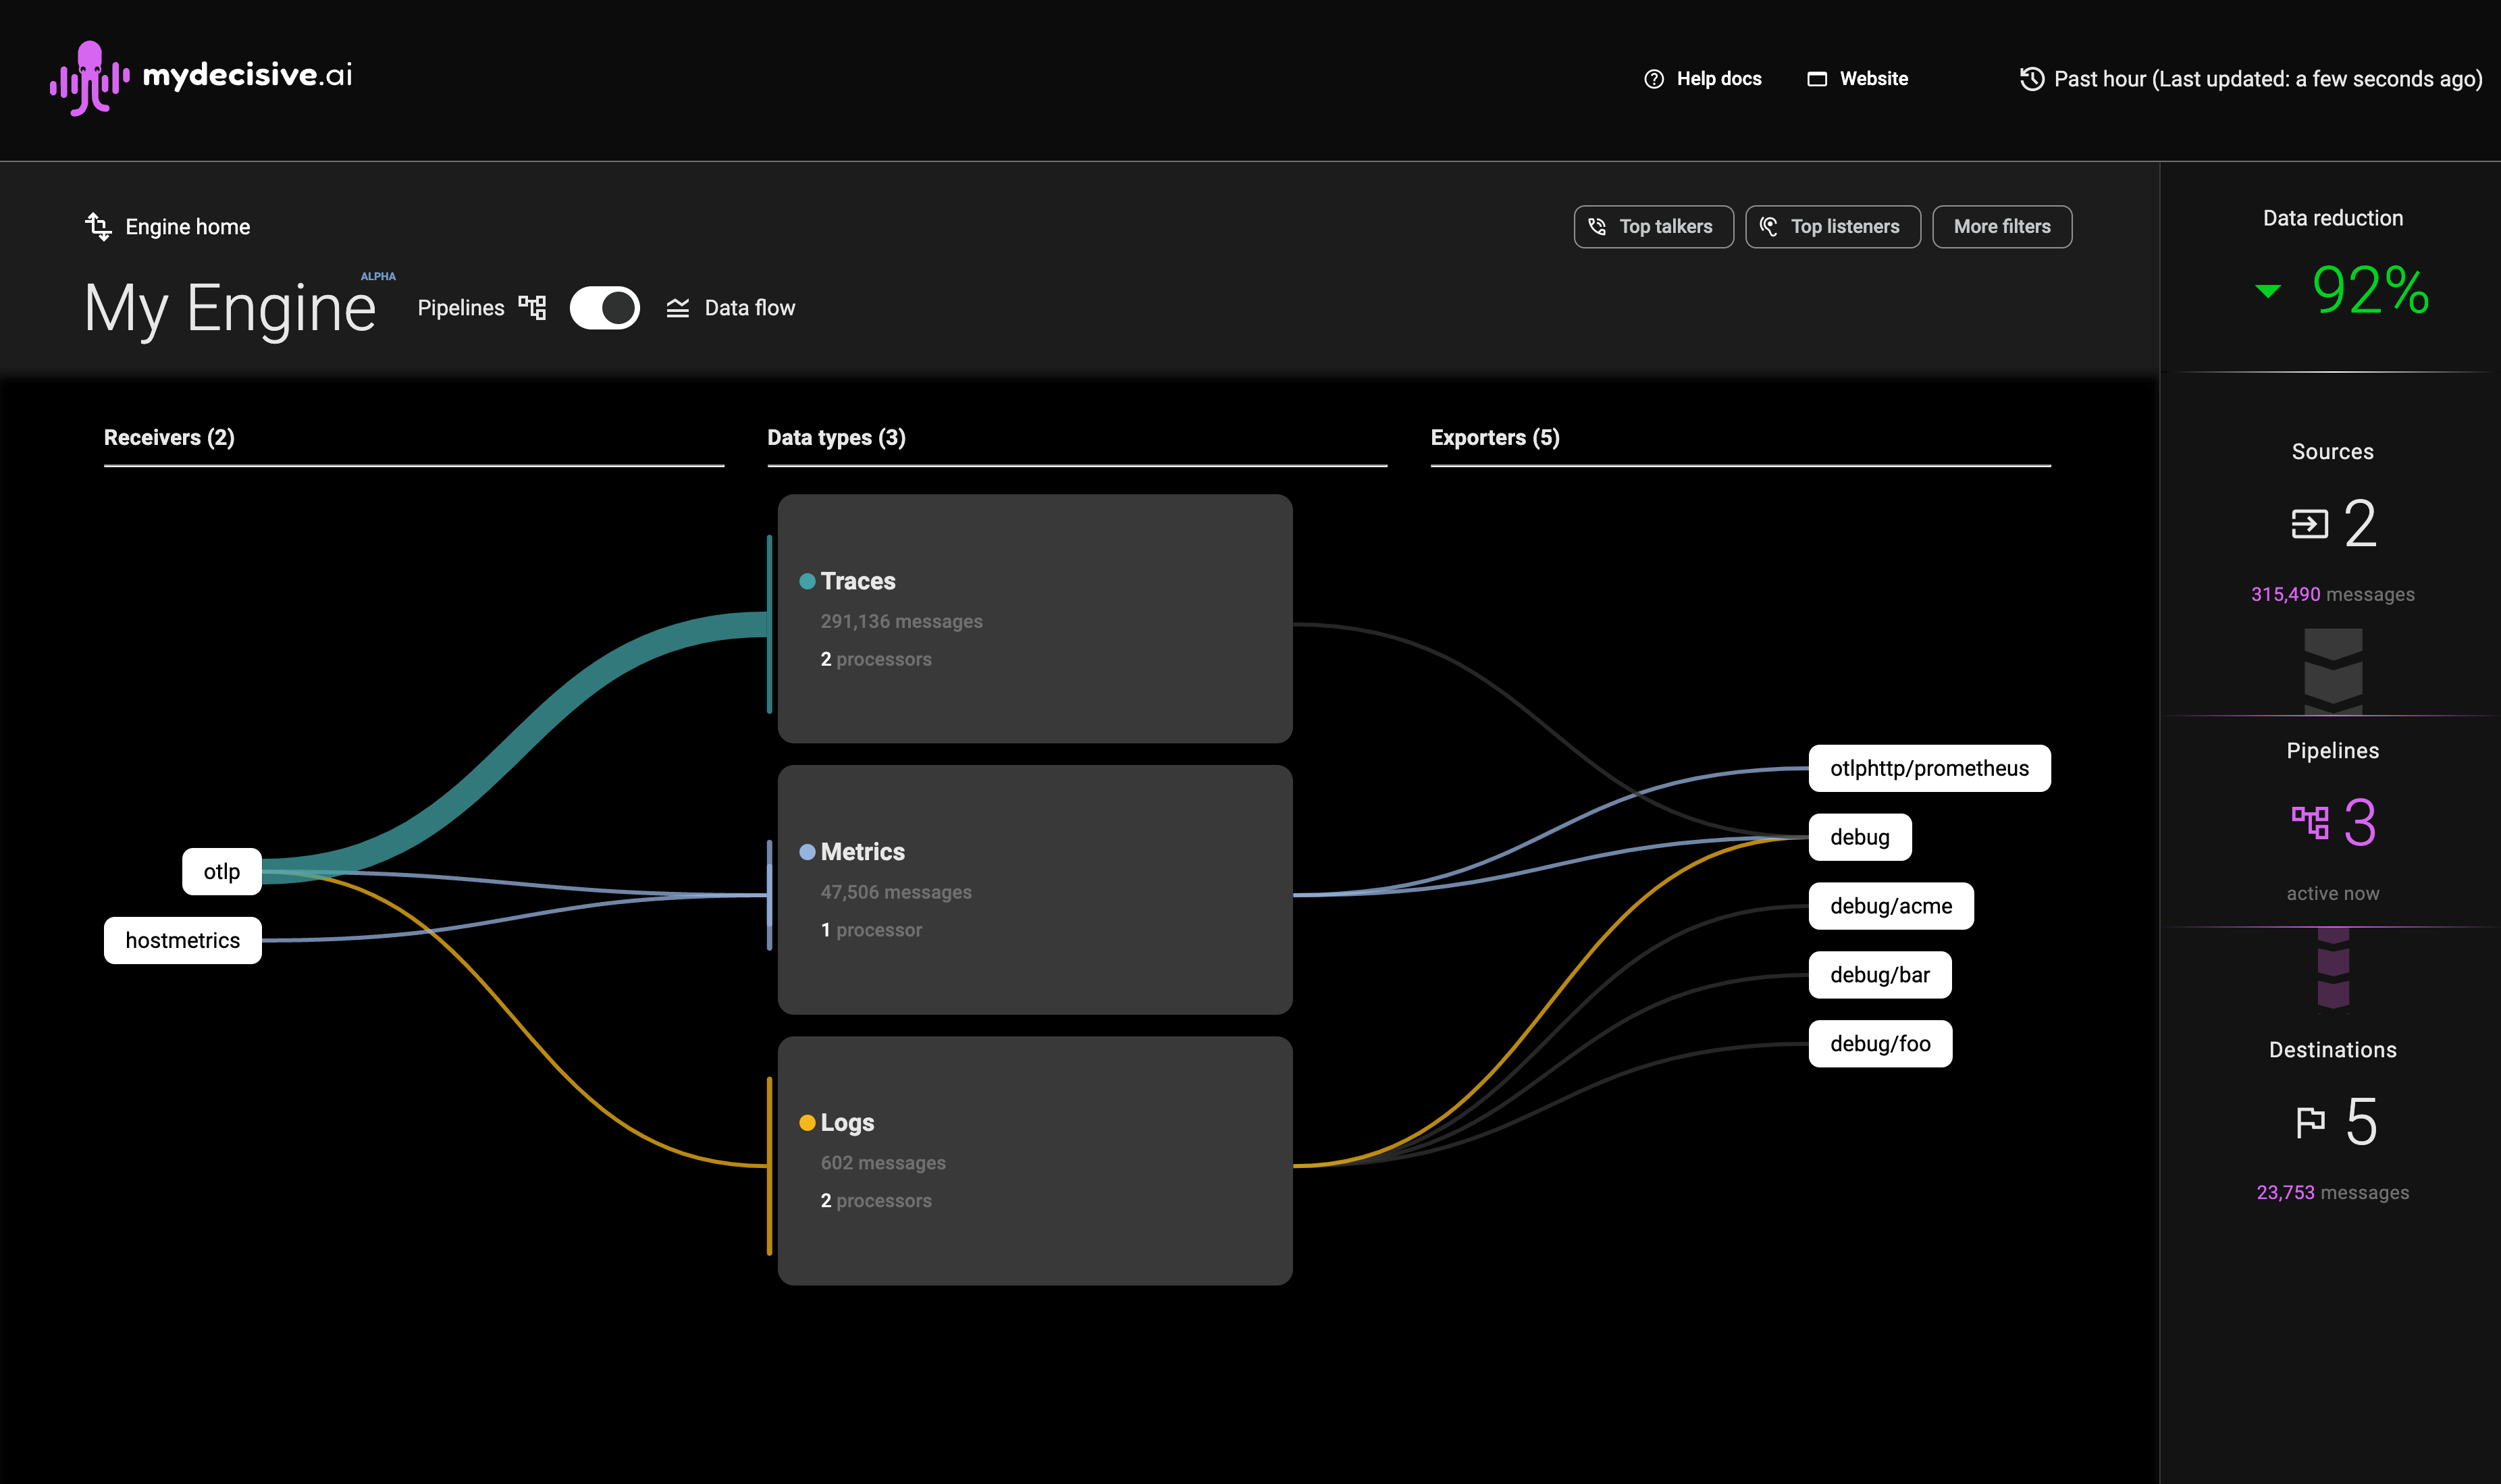 mydecisive.ai
Help docs
Website
Past hour (Last updated: a few seconds ago)
Engine home
Top talkers
Top listeners
More filters
My Engine
ALPHA
Pipelines
Data flow
Data reduction
92%
Receivers (2)
Data types (3)
Exporters (5)
otlp
hostmetrics
Traces
291,136 messages
2 processors
Metrics
47,506 messages
1 processor
Logs
602 messages
2 processors
otlphttp/prometheus
debug
debug/acme
debug/bar
debug/foo
Sources
2
315,490 messages
Pipelines
3
active now
Destinations
5
23,753 messages